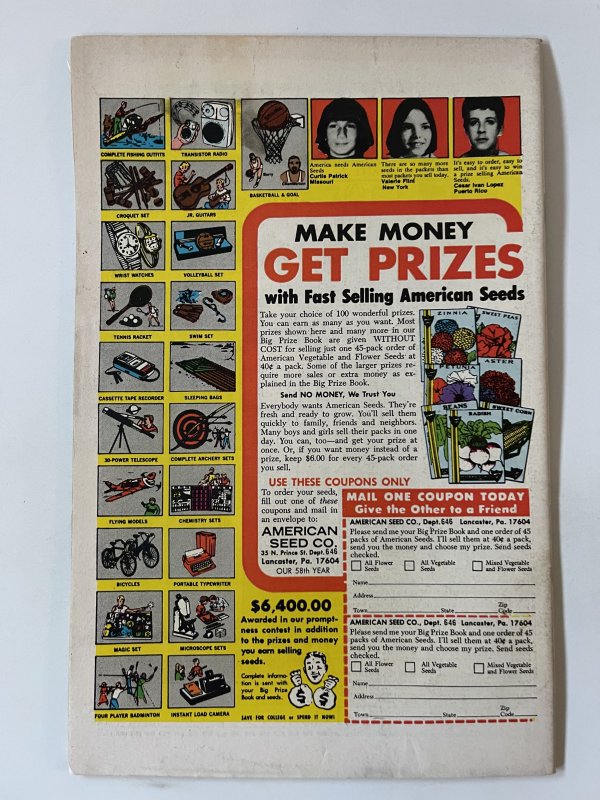 COMPLETE FISHING OUTFITS
TRANSISTOR RADIO
CROQUET SET
JR. GUITARS
WRIST WATCHES
VOLLEYBALL SET
TENNIS RACKET
SWIM SET
CASSETTE TAPE RECORDER
SLEEPING BAGS
30-POWER TELESCOPE
COMPLETE ARCHERY SETS
FLYING MODELS
CHEMISTRY SETS
BICYCLES
PORTABLE TYPEWRITER
MAGIC SET
MICROSCOPE SETS
FOUR PLAYER BADMINTON
INSTANT LOAD CAMERA
BASKETBALL & GOAL
America needs American
Seeds
Curtis Patrick
Missouri
There are so many more
seeds in the packets than
most packets you sell today.
Valerie Flint
New York
It's easy to order, easy to
sell, and it's easy to win
a prize selling American
Seeds.
Cesar Ivan Lopez
Puerto Rico
MAKE MONEY
GET PRIZES
with Fast Selling American Seeds
Take your choice of 100 wonderful prizes.
You can earn as many as you want. Most
prizes shown here and many more in our
Big Prize Book are given WITHOUT
COST for selling just one 45-pack order of
American Vegetable and Flower Seeds at
40¢ a pack. Some of the larger prizes re-
quire more sales or extra money as ex-
plained in the Big Prize Book.
Send NO MONEY, We Trust You
Everybody wants American Seeds. They're
fresh and ready to grow. You'll sell them
quickly to family, friends and neighbors.
Many boys and girls sell their packs in one
day. You can, too—and get your prize at
once. Or, if you want money instead of a
prize, keep $6.00 for every 45-pack order
you sell.
ZINNIA
SWEET PEAS
PETUNIA
ASTER
BEANS
RADISH
SWEET CORN
USE THESE COUPONS ONLY
To order your seeds,
fill out one of these
coupons and mail in
an envelope to:
AMERICAN
SEED CO.
35 N. Prince St. Dept. 646
Lancaster, Pa. 17604
OUR 58th YEAR
MAIL ONE COUPON TODAY
Give the Other to a Friend
AMERICAN SEED CO., Dept. 646 Lancaster, Pa. 17604
Please send me your Big Prize Book and one order of 45
packs of American Seeds. I'll sell them at 40¢ a pack,
send you the money and choose my prize. Send seeds
checked.
All Flower Seeds All Vegetable Seeds Mixed Vegetable and Flower Seeds
Name
Address
Town State Zip Code
AMERICAN SEED CO., Dept. 646 Lancaster, Pa. 17604
Please send me your Big Prize Book and one order of 45
packs of American Seeds. I'll sell them at 40¢ a pack,
send you the money and choose my prize. Send seeds
checked.
All Flower Seeds All Vegetable Seeds Mixed Vegetable and Flower Seeds
Name
Address
Town State Zip Code
$6,400.00
Awarded in our prompt-
ness contest in addition
to the prizes and money
you earn selling
seeds.
Complete informa-
tion is sent with
your Big Prize
Book and seeds.
$ $
SAVE FOR COLLEGE or SPEND IT NOW!